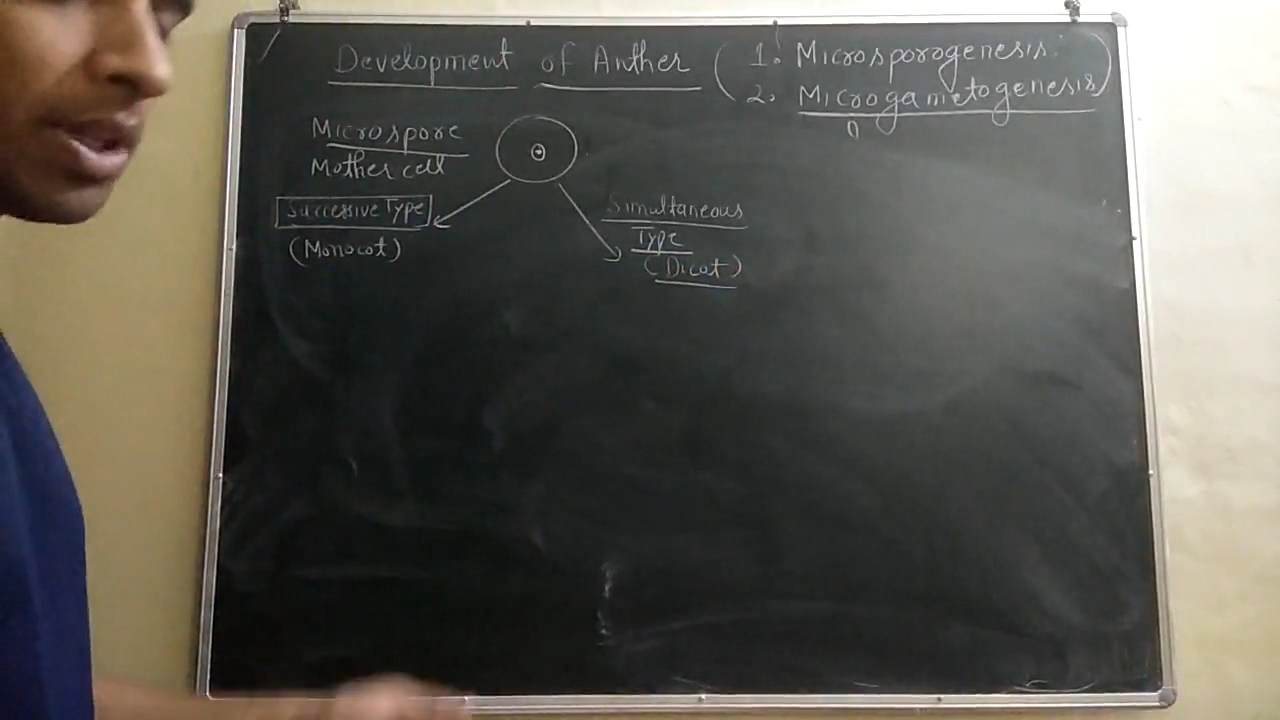 Development of Anther ( 1. Microsporogenesis.
2. Microgametogenesis )
Microspore
Mother cell
Successive Type
(Monocot)
Simultaneous
Type
(Dicot)